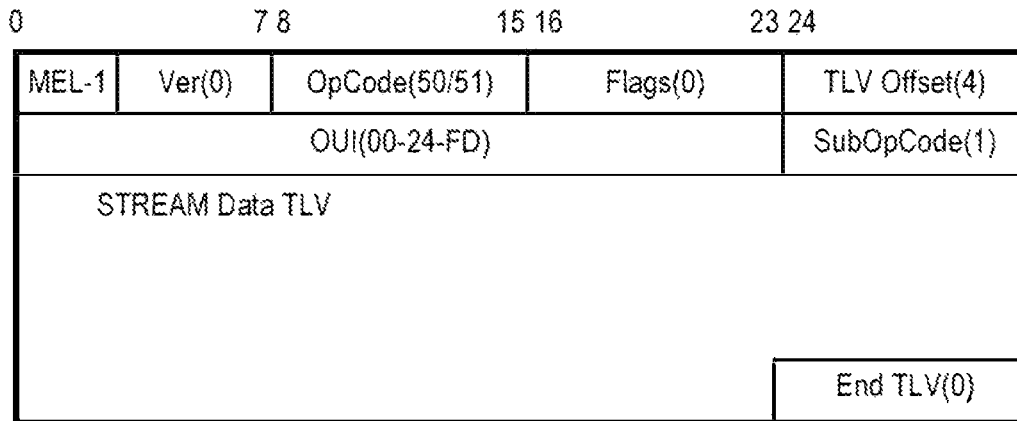 0 7 8 15 16 23 24
MEL-1 Ver(0) OpCode(50/51) Flags(0) TLV Offset(4)
OUI(00-24-FD) SubOpCode(1)
STREAM Data TLV
End TLV(0)